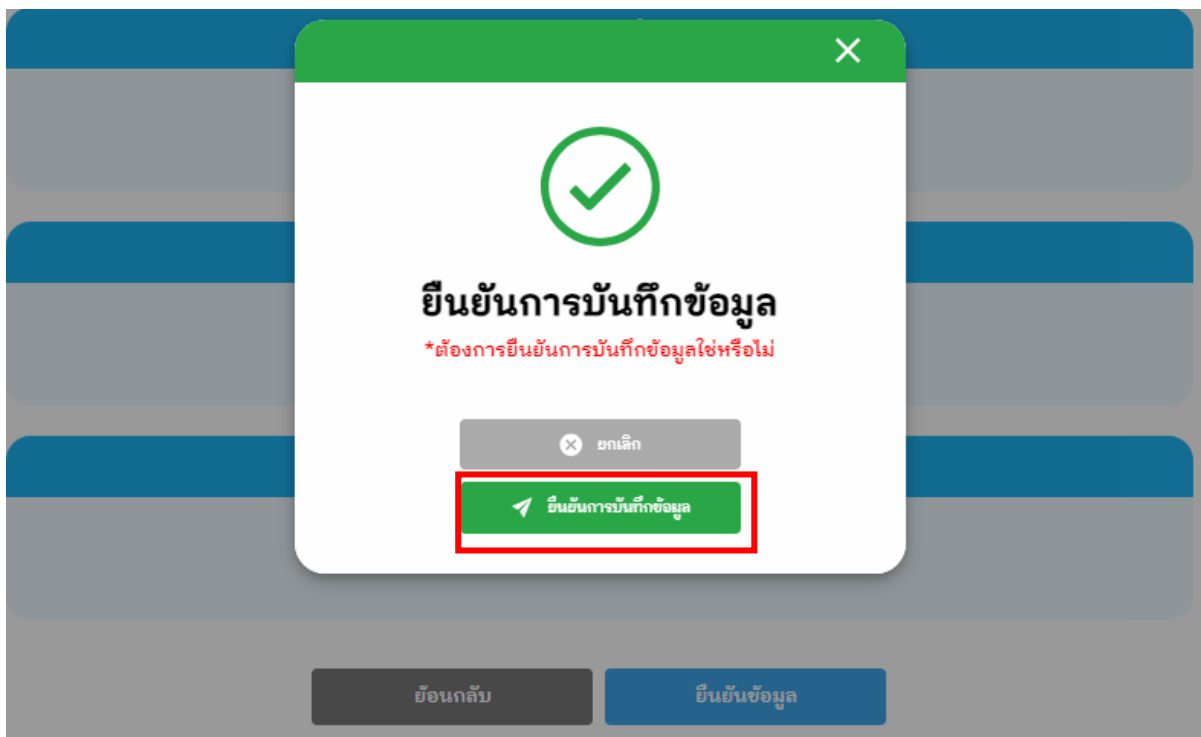 ยืนยันการบันทึกข้อมูล
*ต้องการยืนยันการบันทึกข้อมูลใช่หรือไม่
ยกเลิก
ยืนยันการบันทึกข้อมูล
ย้อนกลับ
ยืนยันข้อมูล